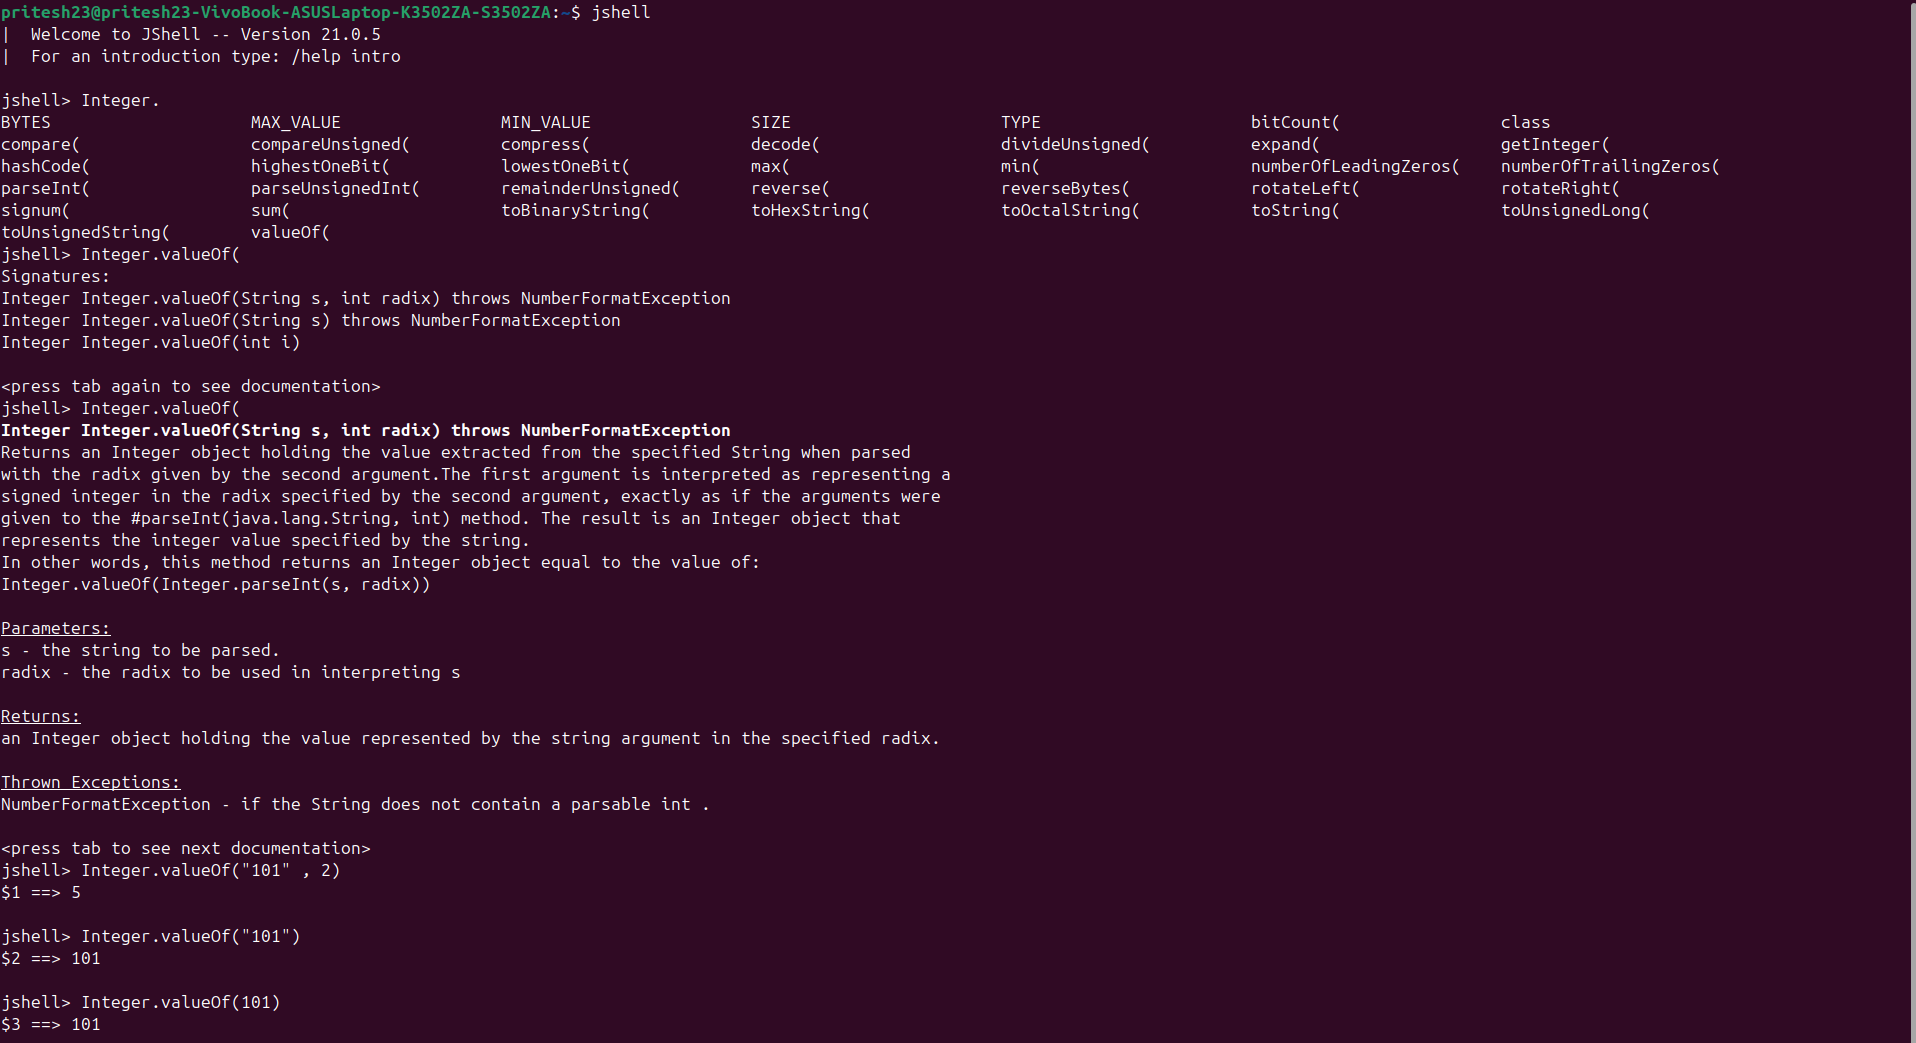 pritesh23@pritesh23-VivoBook-ASUSLaptop-K3502ZA-S3502ZA:~$ jshell
|  Welcome to JShell -- Version 21.0.5
|  For an introduction type: /help intro

jshell> Integer.
BYTES                    MAX_VALUE                MIN_VALUE                SIZE                     TYPE                     bitCount(                class
compare(                 compareUnsigned(         compress(                decode(                  divideUnsigned(          expand(                  getInteger(
hashCode(                highestOneBit(           lowestOneBit(            max(                     min(                     numberOfLeadingZeros(    numberOfTrailingZeros(
parseInt(                parseUnsignedInt(        remainderUnsigned(       reverse(                 reverseBytes(            rotateLeft(              rotateRight(
signum(                  sum(                     toBinaryString(          toHexString(             toOctalString(           toString(                toUnsignedLong(
toUnsignedString(        valueOf(
jshell> Integer.valueOf(
Signatures:
Integer Integer.valueOf(String s, int radix) throws NumberFormatException
Integer Integer.valueOf(String s) throws NumberFormatException
Integer Integer.valueOf(int i)

<press tab again to see documentation>
jshell> Integer.valueOf(
Integer Integer.valueOf(String s, int radix) throws NumberFormatException
Returns an Integer object holding the value extracted from the specified String when parsed
with the radix given by the second argument.The first argument is interpreted as representing a
signed integer in the radix specified by the second argument, exactly as if the arguments were
given to the #parseInt(java.lang.String, int) method. The result is an Integer object that
represents the integer value specified by the string.
In other words, this method returns an Integer object equal to the value of:
Integer.valueOf(Integer.parseInt(s, radix))

Parameters:
s - the string to be parsed.
radix - the radix to be used in interpreting s

Returns:
an Integer object holding the value represented by the string argument in the specified radix.

Thrown Exceptions:
NumberFormatException - if the String does not contain a parsable int .

<press tab to see next documentation>
jshell> Integer.valueOf("101" , 2)
$1 ==> 5

jshell> Integer.valueOf("101")
$2 ==> 101

jshell> Integer.valueOf(101)
$3 ==> 101